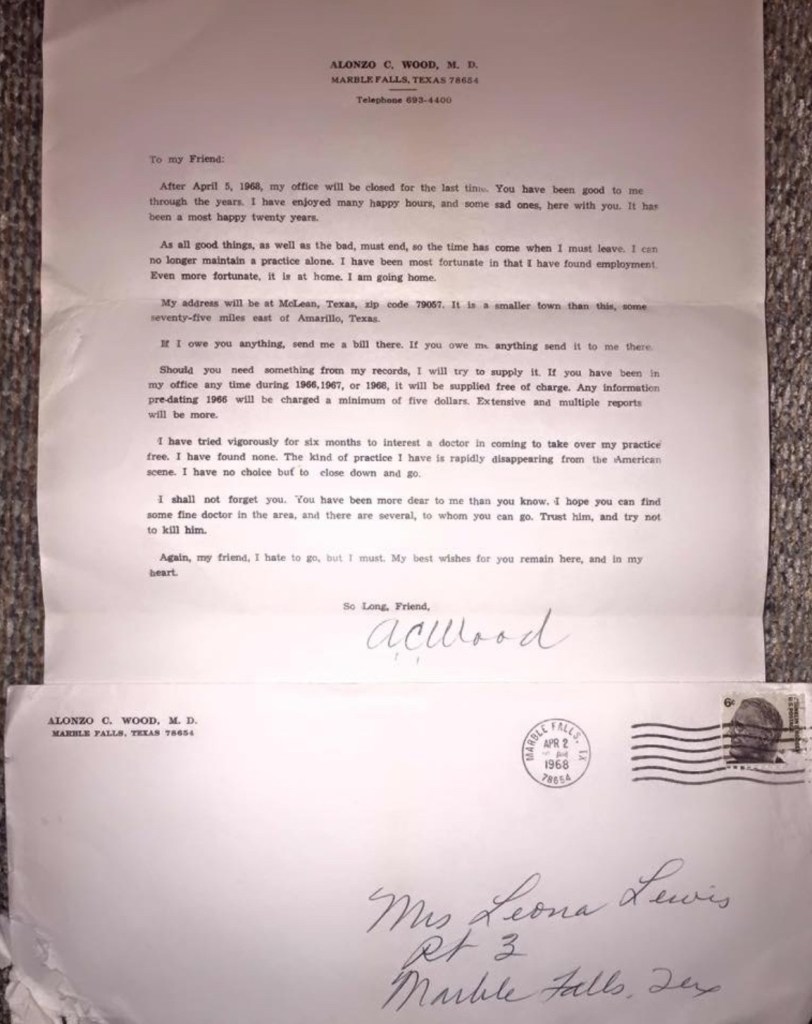 ALONZO C. WOOD, M. D.
MARBLE FALLS, TEXAS 78654
Telephone 693-4400
To my Friend:
After April 5, 1968, my office will be closed for the last time. You have been good to me
through the years. I have enjoyed many happy hours, and some sad ones, here with you. It has
been a most happy twenty years.
As all good things, as well as the bad, must end, so the time has come when I must leave. I can
no longer maintain a practice alone. I have been most fortunate in that I have found employment.
Even more fortunate, it is at home. I am going home.
My address will be at McLean, Texas, zip code 79057. It is a smaller town than this, some
seventy-five miles east of Amarillo, Texas.
If I owe you anything, send me a bill there. If you owe me anything send it to me there.
Should you need something from my records, I will try to supply it. If you have been in
my office any time during 1966,1967, or 1968, it will be supplied free of charge. Any information
pre-dating 1966 will be charged a minimum of five dollars. Extensive and multiple reports
will be more.
I have tried vigorously for six months to interest a doctor in coming to take over my practice
free. I have found none. The kind of practice I have is rapidly disappearing from the American
scene. I have no choice but to close down and go.
I shall not forget you. You have been more dear to me than you know. I hope you can find
some fine doctor in the area, and there are several, to whom you can go. Trust him, and try not
to kill him.
Again, my friend, I hate to go, but I must. My best wishes for you remain here, and in my
heart.
So Long, Friend,
ACWood
ALONZO C. WOOD, M. D.
MARBLE FALLS, TEXAS 78654
MARBLE FALLS, TX
APR 2
1968
78654
6c
Mrs Leona Lewis
Rt 3
Marble Falls, Tex